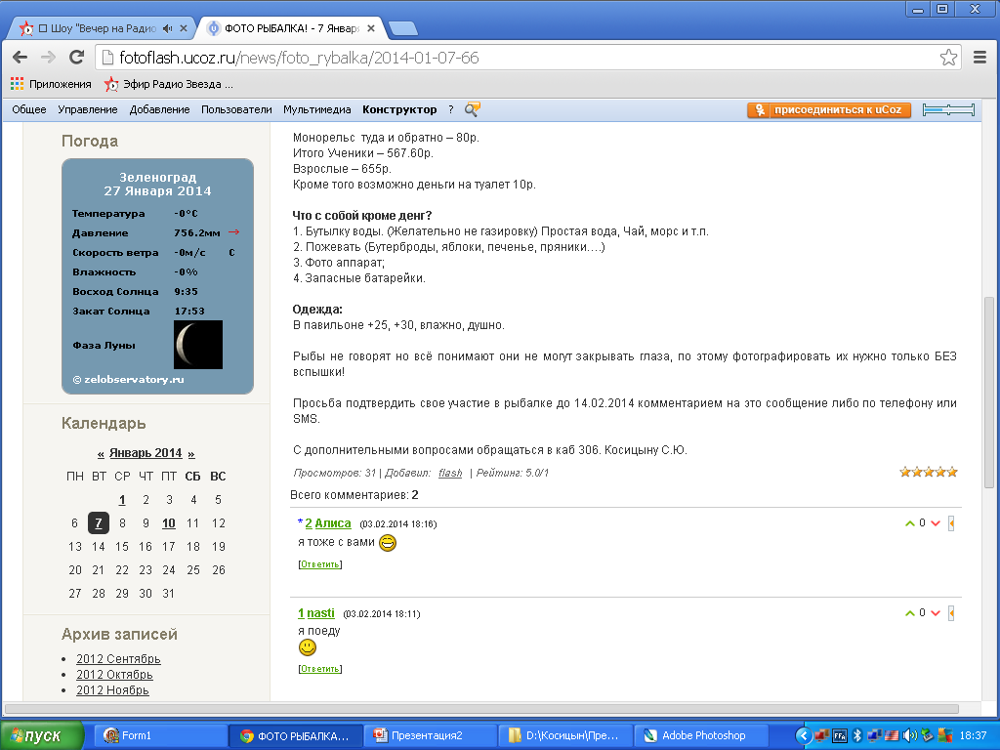 Шоу "Вечер на Радио
ФОТО РЫБАЛКА! - 7 Январ
fotoflash.ucoz.ru/news/foto_rybalka/2014-01-07-66
Приложения Эфир Радио Звезда ...
Общее Управление Добавление Пользователи Мультимедиа Конструктор ? присоединиться к uCoz
Погода
Зеленоград
27 Января 2014
Температура -0°C
Давление 756.2мм →
Скорость ветра -0м/с С
Влажность -0%
Восход Солнца 9:35
Закат Солнца 17:53
Фаза Луны
© zelobservatory.ru
Календарь
« Январь 2014 »
ПН ВТ СР ЧТ ПТ СБ ВС
1 2 3 4 5
6 7 8 9 10 11 12
13 14 15 16 17 18 19
20 21 22 23 24 25 26
27 28 29 30 31
Архив записей
2012 Сентябрь
2012 Октябрь
2012 Ноябрь
Монорельс туда и обратно – 80р.
Итого Ученики – 567.60р.
Взрослые – 655р.
Кроме того возможно деньги на туалет 10р.
Что с собой кроме денг?
1. Бутылку воды. (Желательно не газировку) Простая вода, Чай, морс и т.п.
2. Пожевать (Бутерброды, яблоки, печенье, пряники….)
3. Фото аппарат;
4. Запасные батарейки.
Одежда:
В павильоне +25, +30, влажно, душно.
Рыбы не говорят но всё понимают они не могут закрывать глаза, по этому фотографировать их нужно только БЕЗ
вспышки!
Просьба подтвердить свое участие в рыбалке до 14.02.2014 комментарием на это сообщение либо по телефону или
SMS.
С дополнительными вопросами обращаться в каб 306. Косицыну С.Ю.
Просмотров: 31 | Добавил: flash | Рейтинг: 5.0/1
Всего комментариев: 2
* 2 Алиса (03.02.2014 18:16) 0
я тоже с вами
[Ответить]
1 nasti (03.02.2014 18:11) 0
я поеду
[Ответить]
пуск Form1 ФОТО РЫБАЛКА... Презентация2 D:\Косицын\Пре... Adobe Photoshop 18:37